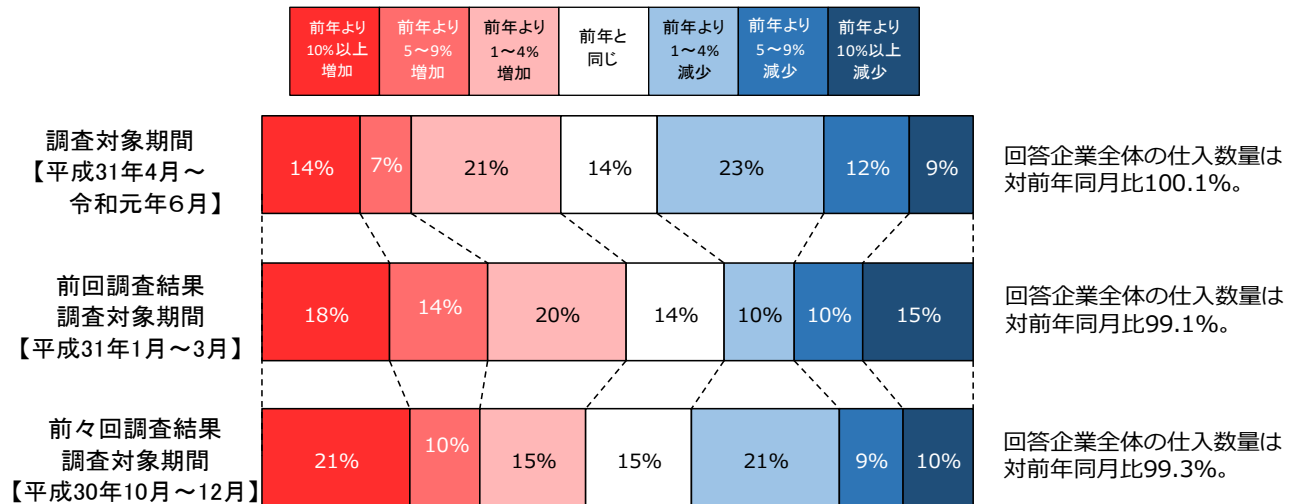 前年より
10%以上
増加
前年より
5～9%
増加
前年より
1～4%
増加
前年と
同じ
前年より
1～4%
減少
前年より
5～9%
減少
前年より
10%以上
減少
調査対象期間
【平成31年4月～
令和元年６月】
14%
7%
21%
14%
23%
12%
9%
回答企業全体の仕入数量は
対前年同月比100.1%。
前回調査結果
調査対象期間
【平成31年1月～3月】
18%
14%
20%
14%
10%
10%
15%
回答企業全体の仕入数量は
対前年同月比99.1%。
前々回調査結果
調査対象期間
【平成30年10月～12月】
21%
10%
15%
15%
21%
9%
10%
回答企業全体の仕入数量は
対前年同月比99.3%。